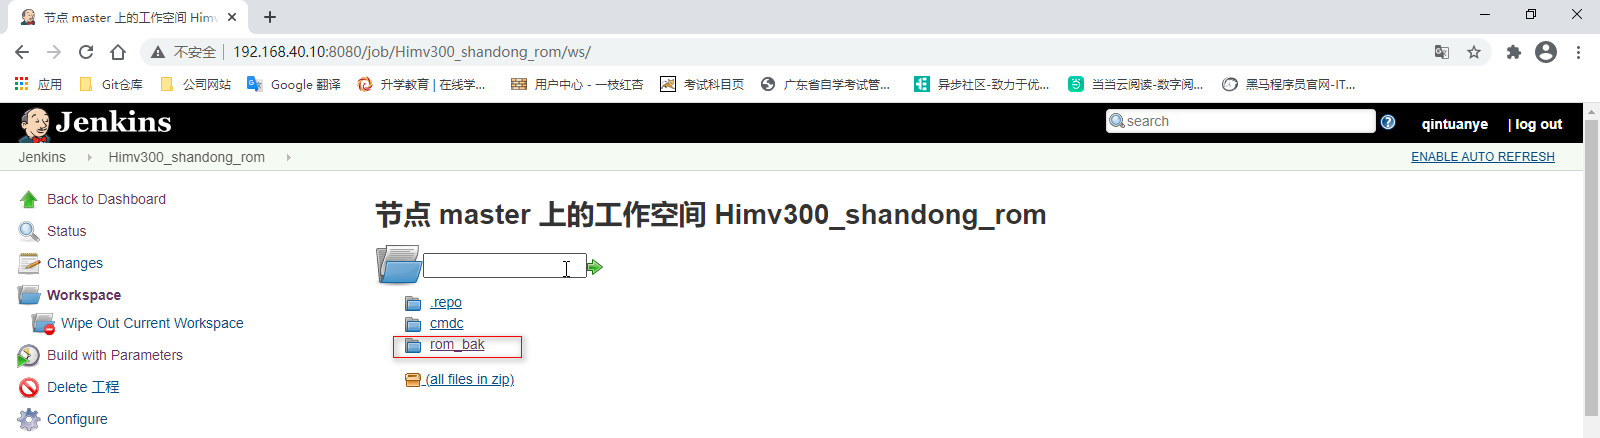 节点 master 上的工作空间 Himv
不安全 192.168.40.10:8080/job/Himv300_shandong_rom/ws/
应用 Git仓库 公司网站 Google 翻译 升学教育 | 在线学... 用户中心 - 一枝红杏 考试科目页 广东省自学考试管... 异步社区-致力于优... 当当云阅读-数字阅... 黑马程序员官网-IT...
Jenkins search qintuanye | log out
Jenkins Himv300_shandong_rom ENABLE AUTO REFRESH
Back to Dashboard
Status
Changes
Workspace
Wipe Out Current Workspace
Build with Parameters
Delete 工程
Configure
节点 master 上的工作空间 Himv300_shandong_rom
.repo
cmdc
rom_bak
(all files in zip)